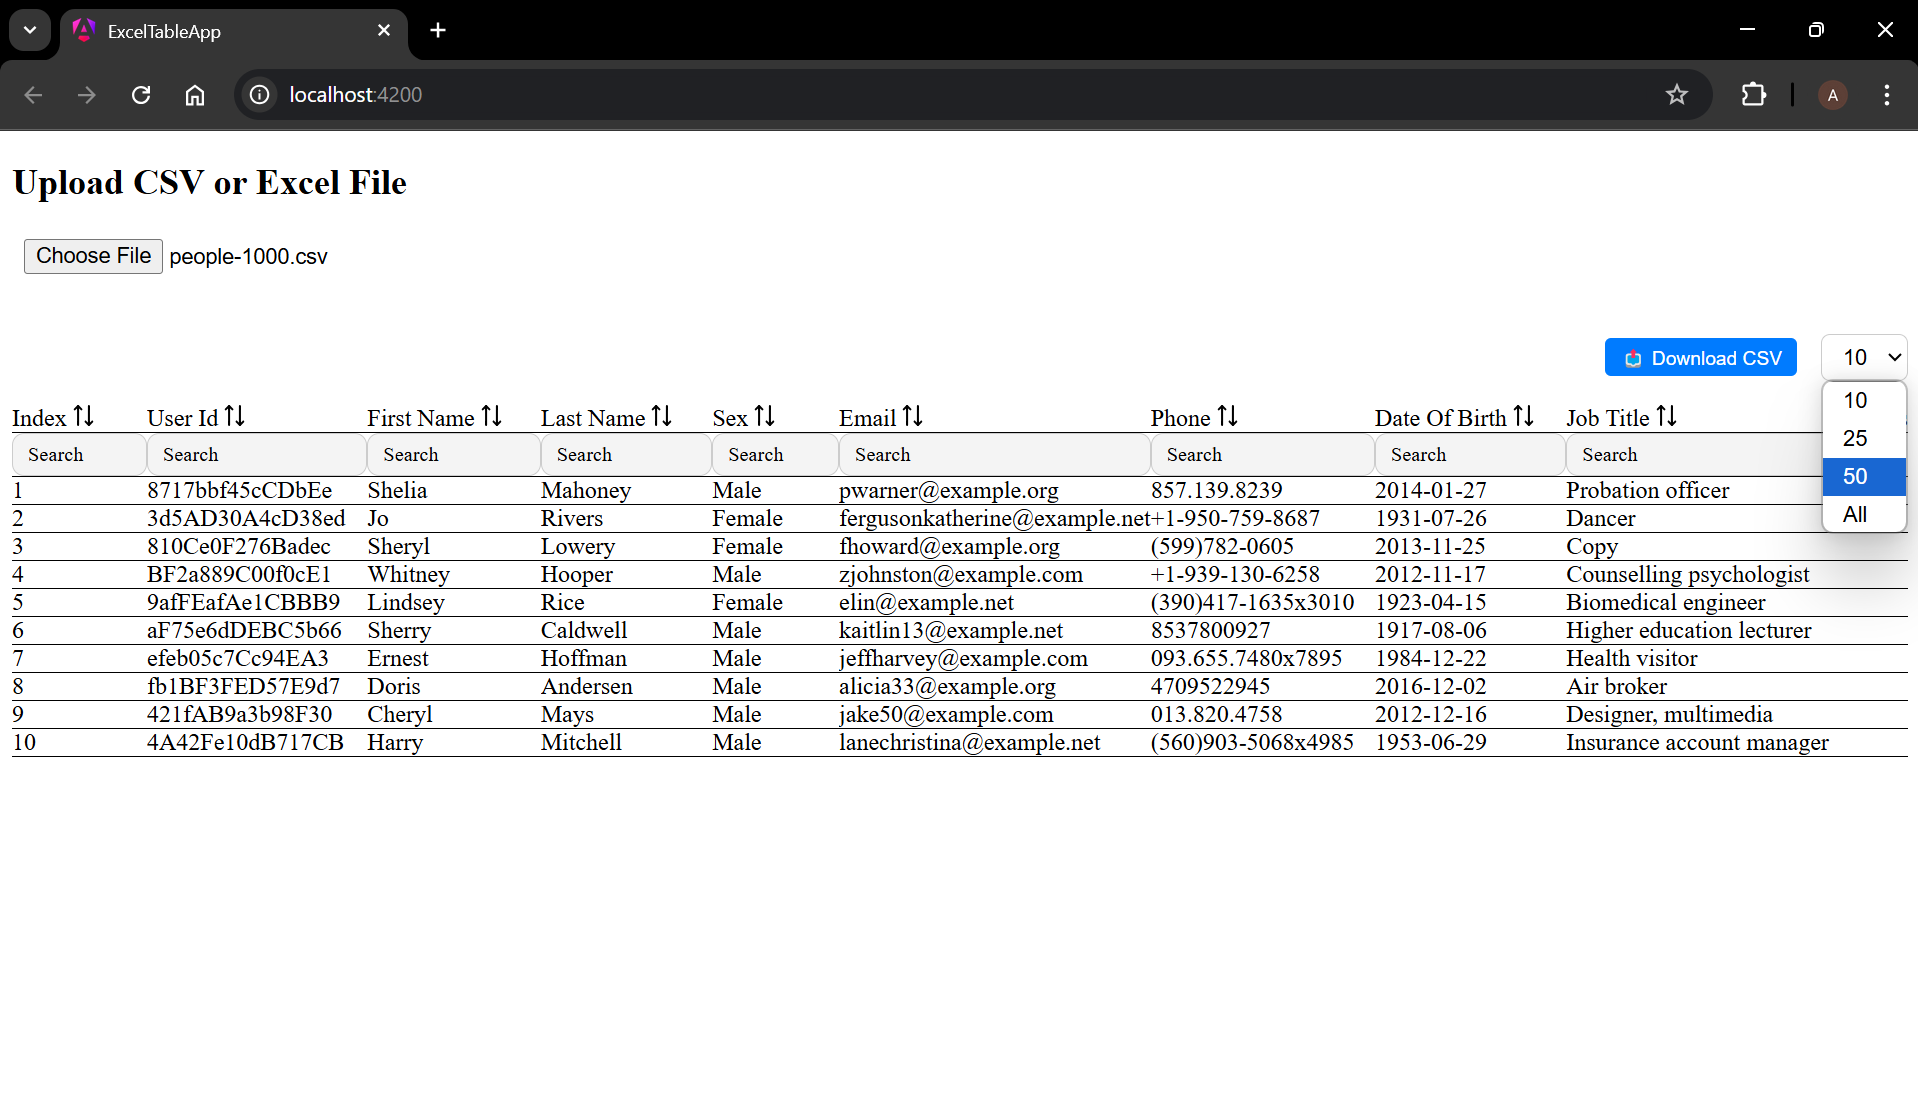 ExcelTableApp
localhost:4200
A
Upload CSV or Excel File
Choose File people-1000.csv
Download CSV 10
10
25
50
All
Index User Id First Name Last Name Sex Email Phone Date Of Birth Job Title
Search Search Search Search Search Search Search Search Search
1 8717bbf45cCDbEe Shelia Mahoney Male pwarner@example.org 857.139.8239 2014-01-27 Probation officer
2 3d5AD30A4cD38ed Jo Rivers Female fergusonkatherine@example.net +1-950-759-8687 1931-07-26 Dancer
3 810Ce0F276Badec Sheryl Lowery Female fhoward@example.org (599)782-0605 2013-11-25 Copy
4 BF2a889C00f0cE1 Whitney Hooper Male zjohnston@example.com +1-939-130-6258 2012-11-17 Counselling psychologist
5 9afFEafAe1CBBB9 Lindsey Rice Female elin@example.net (390)417-1635x3010 1923-04-15 Biomedical engineer
6 aF75e6dDEBC5b66 Sherry Caldwell Male kaitlin13@example.net 8537800927 1917-08-06 Higher education lecturer
7 efeb05c7Cc94EA3 Ernest Hoffman Male jeffharvey@example.com 093.655.7480x7895 1984-12-22 Health visitor
8 fb1BF3FED57E9d7 Doris Andersen Male alicia33@example.org 4709522945 2016-12-02 Air broker
9 421fAB9a3b98F30 Cheryl Mays Male jake50@example.com 013.820.4758 2012-12-16 Designer, multimedia
10 4A42Fe10dB717CB Harry Mitchell Male lanechristina@example.net (560)903-5068x4985 1953-06-29 Insurance account manager